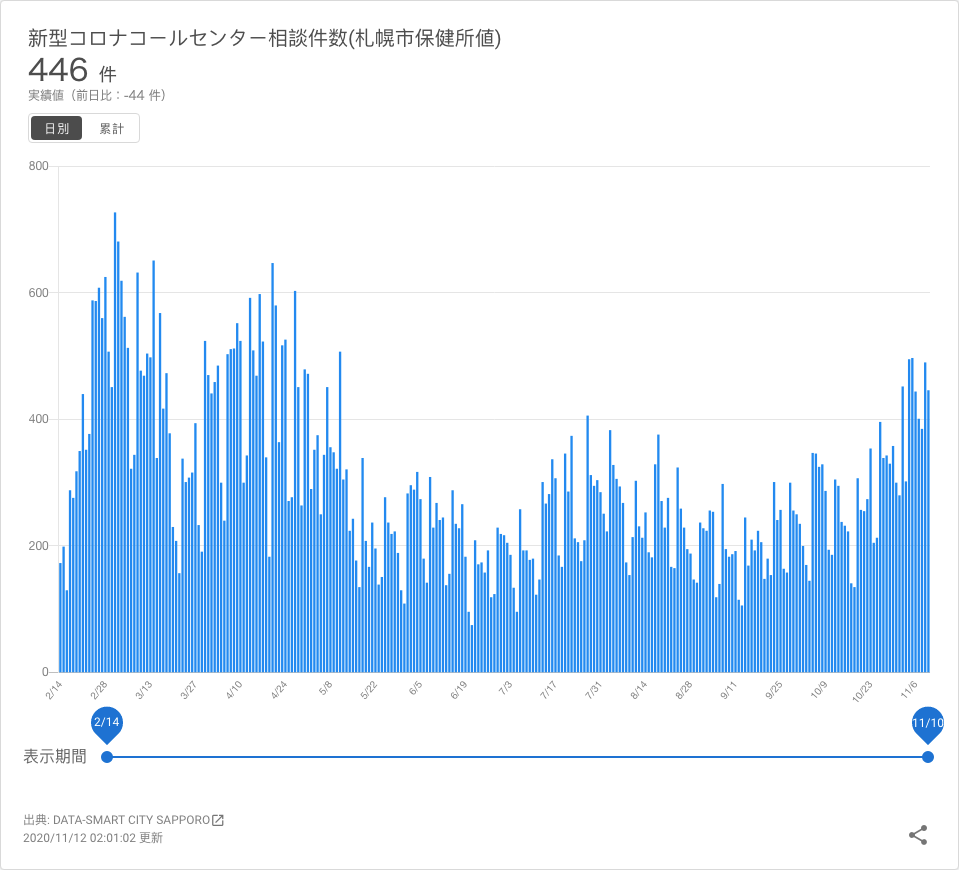 新型コロナコールセンター相談件数(札幌市保健所値)
446 件
実績値（前日比：-44 件）
日別 累計
800
600
400
200
0
2/14 2/28 3/13 3/27 4/10 4/24 5/8 5/22 6/5 6/19 7/3 7/17 7/31 8/14 8/28 9/11 9/25 10/9 10/23 11/6
2/14 11/10
表示期間
出典: DATA-SMART CITY SAPPORO
2020/11/12 02:01:02 更新